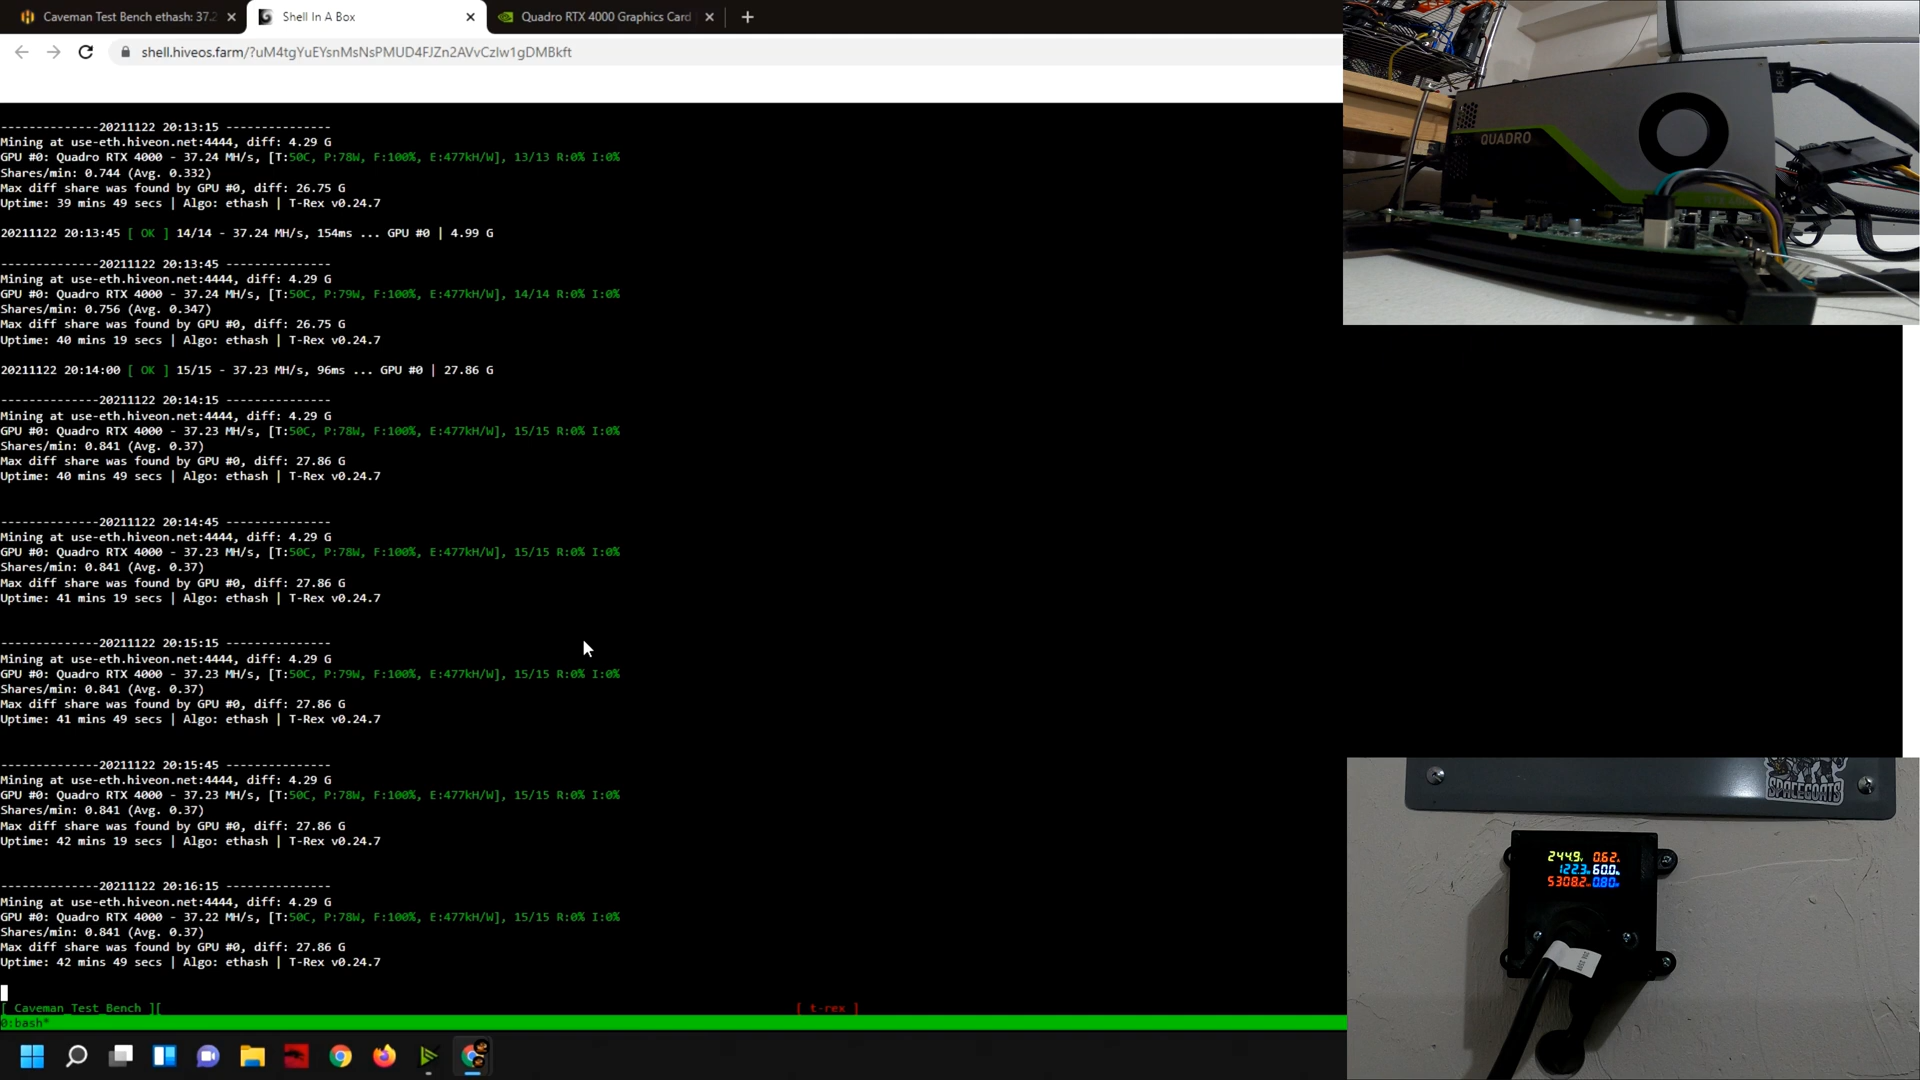 Caveman Test Bench ethash: 37.2
Shell In A Box
Quadro RTX 4000 Graphics Card
shell.hiveos.farm/?uM4tgYuEYsnMsNsPMUD4FJZn2AVvCzIw1gDMBkft
--------------20211122 20:13:15 ---------------
Mining at use-eth.hiveon.net:4444, diff: 4.29 G
GPU #0: Quadro RTX 4000 - 37.24 MH/s, [T:50C, P:78W, F:100%, E:477kH/W], 13/13 R:0% I:0%
Shares/min: 0.744 (Avg. 0.332)
Max diff share was found by GPU #0, diff: 26.75 G
Uptime: 39 mins 49 secs | Algo: ethash | T-Rex v0.24.7
20211122 20:13:45 [ OK ] 14/14 - 37.24 MH/s, 154ms ... GPU #0 | 4.99 G
--------------20211122 20:13:45 ---------------
Mining at use-eth.hiveon.net:4444, diff: 4.29 G
GPU #0: Quadro RTX 4000 - 37.24 MH/s, [T:50C, P:79W, F:100%, E:477kH/W], 14/14 R:0% I:0%
Shares/min: 0.756 (Avg. 0.347)
Max diff share was found by GPU #0, diff: 26.75 G
Uptime: 40 mins 19 secs | Algo: ethash | T-Rex v0.24.7
20211122 20:14:00 [ OK ] 15/15 - 37.23 MH/s, 96ms ... GPU #0 | 27.86 G
--------------20211122 20:14:15 ---------------
Mining at use-eth.hiveon.net:4444, diff: 4.29 G
GPU #0: Quadro RTX 4000 - 37.23 MH/s, [T:50C, P:78W, F:100%, E:477kH/W], 15/15 R:0% I:0%
Shares/min: 0.841 (Avg. 0.37)
Max diff share was found by GPU #0, diff: 27.86 G
Uptime: 40 mins 49 secs | Algo: ethash | T-Rex v0.24.7
--------------20211122 20:14:45 ---------------
Mining at use-eth.hiveon.net:4444, diff: 4.29 G
GPU #0: Quadro RTX 4000 - 37.23 MH/s, [T:50C, P:78W, F:100%, E:477kH/W], 15/15 R:0% I:0%
Shares/min: 0.841 (Avg. 0.37)
Max diff share was found by GPU #0, diff: 27.86 G
Uptime: 41 mins 19 secs | Algo: ethash | T-Rex v0.24.7
--------------20211122 20:15:15 ---------------
Mining at use-eth.hiveon.net:4444, diff: 4.29 G
GPU #0: Quadro RTX 4000 - 37.23 MH/s, [T:50C, P:79W, F:100%, E:477kH/W], 15/15 R:0% I:0%
Shares/min: 0.841 (Avg. 0.37)
Max diff share was found by GPU #0, diff: 27.86 G
Uptime: 41 mins 49 secs | Algo: ethash | T-Rex v0.24.7
--------------20211122 20:15:45 ---------------
Mining at use-eth.hiveon.net:4444, diff: 4.29 G
GPU #0: Quadro RTX 4000 - 37.23 MH/s, [T:50C, P:78W, F:100%, E:477kH/W], 15/15 R:0% I:0%
Shares/min: 0.841 (Avg. 0.37)
Max diff share was found by GPU #0, diff: 27.86 G
Uptime: 42 mins 19 secs | Algo: ethash | T-Rex v0.24.7
--------------20211122 20:16:15 ---------------
Mining at use-eth.hiveon.net:4444, diff: 4.29 G
GPU #0: Quadro RTX 4000 - 37.22 MH/s, [T:50C, P:78W, F:100%, E:477kH/W], 15/15 R:0% I:0%
Shares/min: 0.841 (Avg. 0.37)
Max diff share was found by GPU #0, diff: 27.86 G
Uptime: 42 mins 49 secs | Algo: ethash | T-Rex v0.24.7
[ Caveman_Test_Bench ][
[ t-rex ]
0:bash*
QUADRO
PCI-E
SPACEGOATS
244.9 0.62
122.3 60.0
5308.2 0.80